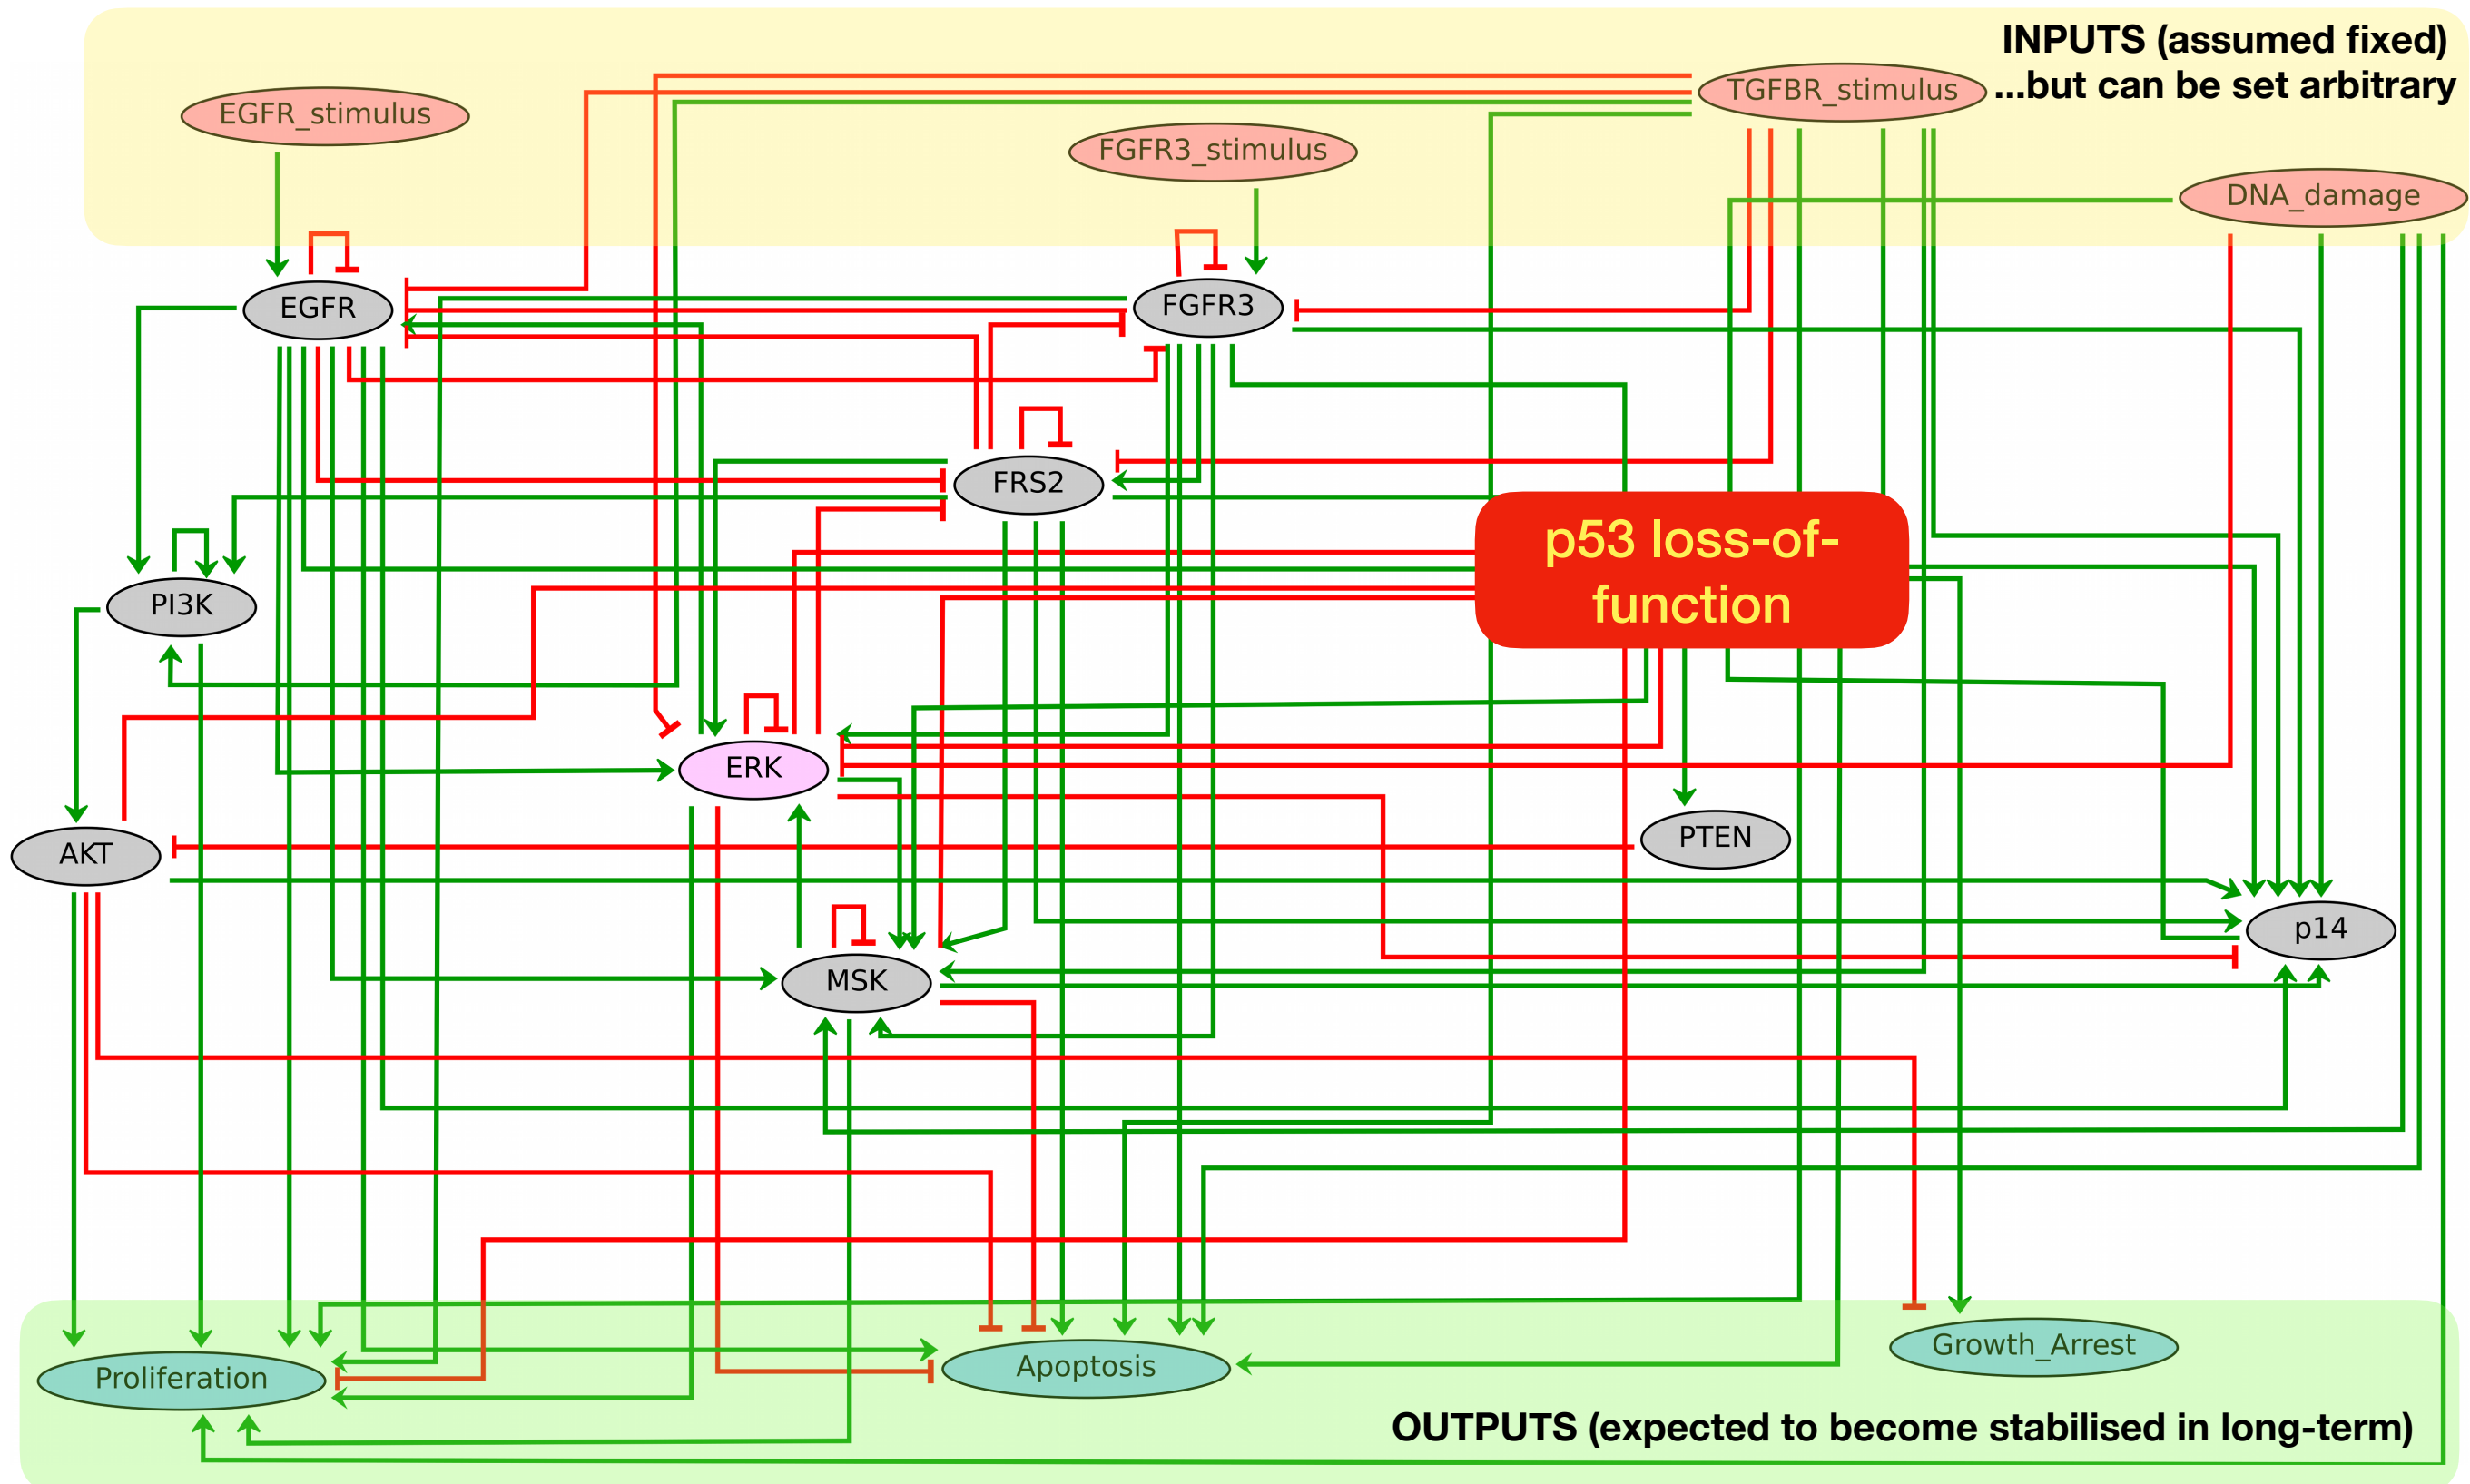 INPUTS (assumed fixed)
...but can be set arbitrary
TGFBR_stimulus
EGFR_stimulus
FGFR3_stimulus
DNA_damage
EGFR
FGFR3
FRS2
p53 loss-of-
function
PI3K
ERK
PTEN
AKT
p14
MSK
Growth_Arrest
Apoptosis
Proliferation
OUTPUTS (expected to become stabilised in long-term)